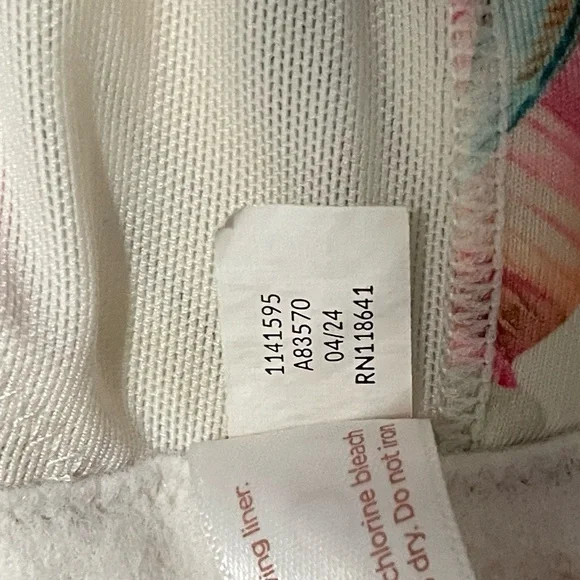 1141595
A83570
04/24
RN118641
ing liner.
chlorine bleach
dry. Do not iron